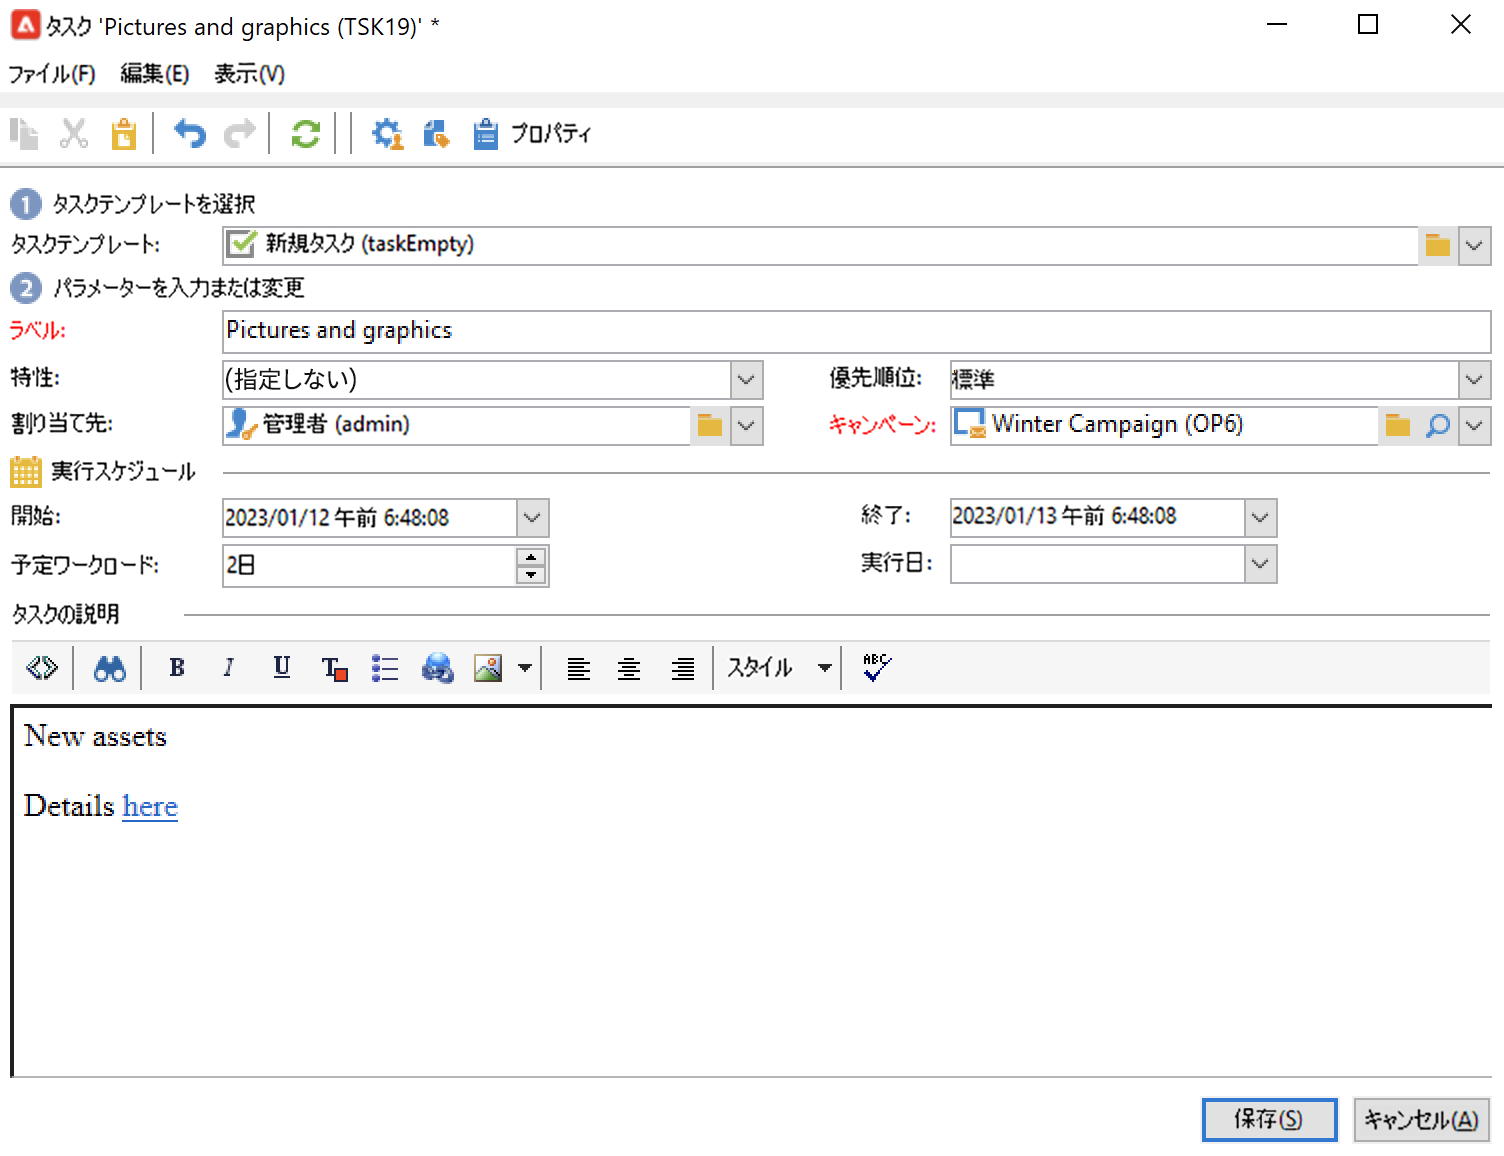 タスク 'Pictures and graphics (TSK19)' *
ファイル(F) 編集(E) 表示(V)
プロパティ
1 タスクテンプレートを選択
タスクテンプレート: 新規タスク (taskEmpty)
2 パラメーターを入力または変更
ラベル: Pictures and graphics
特性: (指定しない) 優先順位: 標準
割り当て先: 管理者 (admin) キャンペーン: Winter Campaign (OP6)
実行スケジュール
開始: 2023/01/12 午前 6:48:08 終了: 2023/01/13 午前 6:48:08
予定ワークロード: 2日 実行日:
タスクの説明
B I U T スタイル ABC
New assets
Details here
保存(S) キャンセル(A)